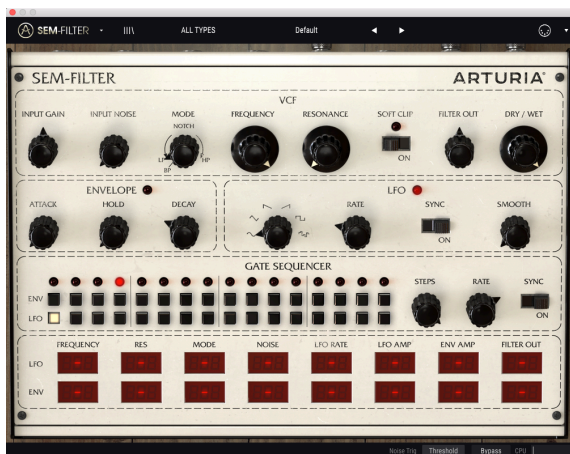 SEM-FILTER ALL TYPES Default
SEM-FILTER ARTURIA
VCF
INPUT GAIN INPUT NOISE MODE FREQUENCY RESONANCE SOFT CLIP FILTER OUT DRY / WET
NOTCH
LP HP
BP
ON
ENVELOPE LFO
ATTACK HOLD DECAY RATE SYNC SMOOTH
ON
GATE SEQUENCER
STEPS RATE SYNC
ENV
LFO
ON
FREQUENCY RES MODE NOISE LFO RATE LFO AMP ENV AMP FILTER OUT
LFO
ENV
Noise Trig Threshold Bypass CPU